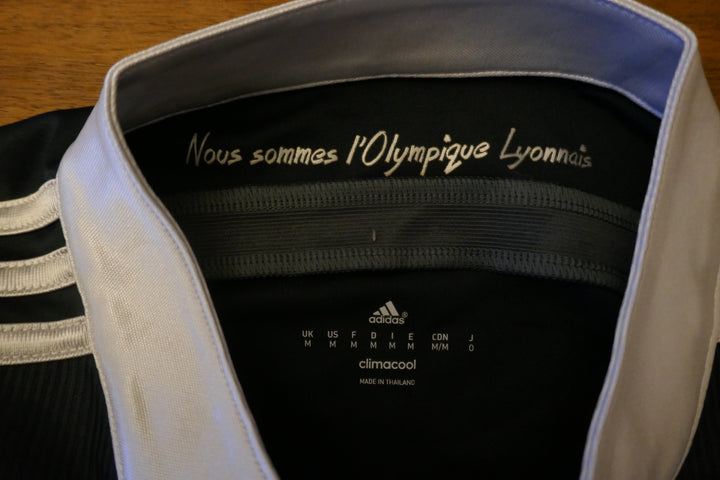 Nous sommes l'Olympique Lyonnais
adidas®
UK US F D I E CDN J
M M M M M M M/M O
climacool
MADE IN THAILAND